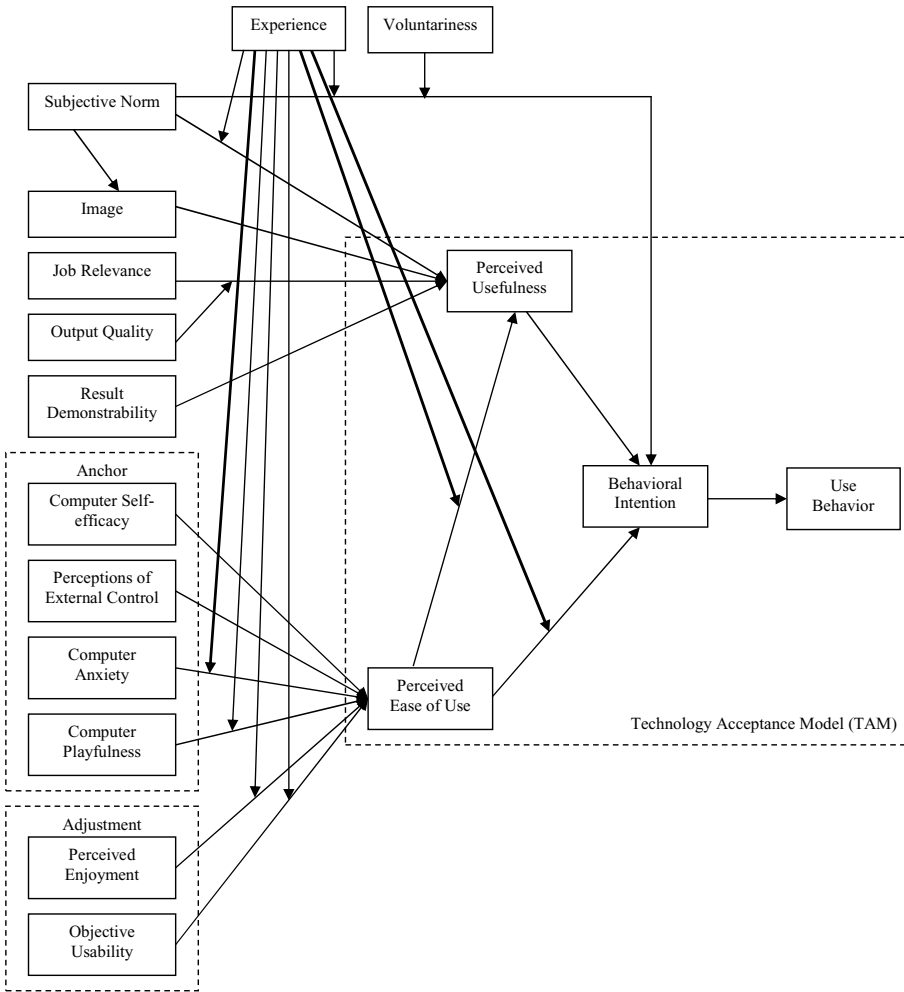 Experience
Voluntariness
Subjective Norm
Image
Job Relevance
Output Quality
Result
Demonstrability
Perceived
Usefulness
Anchor
Computer Self-
efficacy
Perceptions of
External Control
Computer
Anxiety
Computer
Playfulness
Behavioral
Intention
Use
Behavior
Perceived
Ease of Use
Technology Acceptance Model (TAM)
Adjustment
Perceived
Enjoyment
Objective
Usability